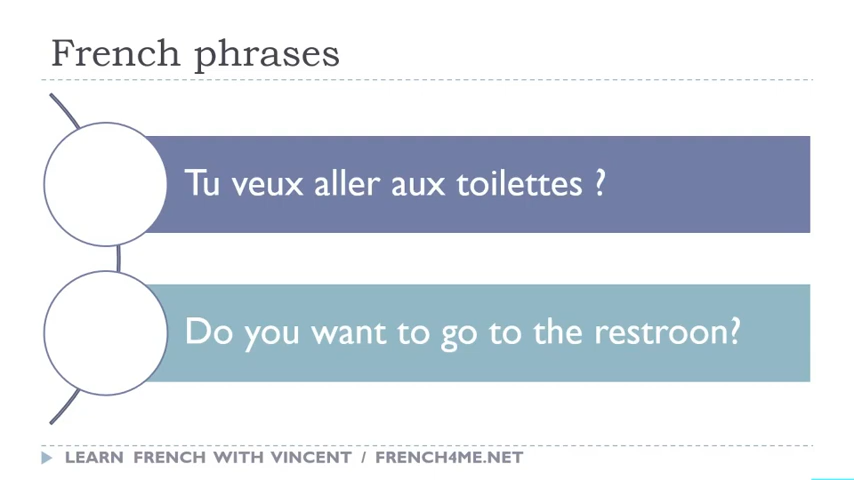 French phrases
Tu veux aller aux toilettes ?
Do you want to go to the restroon?
LEARN FRENCH WITH VINCENT / FRENCH4ME.NET